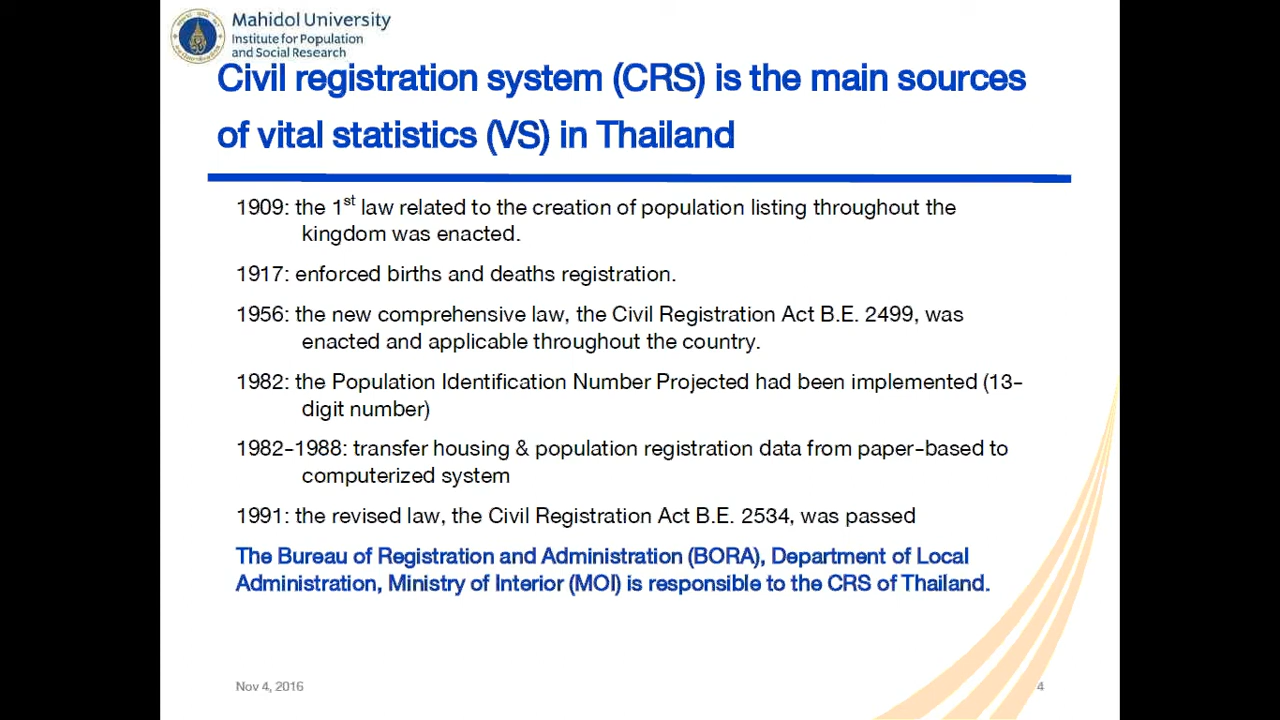 Mahidol University
Institute for Population
and Social Research
Civil registration system (CRS) is the main sources
of vital statistics (VS) in Thailand
1909: the 1st law related to the creation of population listing throughout the
kingdom was enacted.
1917: enforced births and deaths registration.
1956: the new comprehensive law, the Civil Registration Act B.E. 2499, was
enacted and applicable throughout the country.
1982: the Population Identification Number Projected had been implemented (13-
digit number)
1982-1988: transfer housing & population registration data from paper-based to
computerized system
1991: the revised law, the Civil Registration Act B.E. 2534, was passed
The Bureau of Registration and Administration (BORA), Department of Local
Administration, Ministry of Interior (MOI) is responsible to the CRS of Thailand.
Nov 4, 2016
4